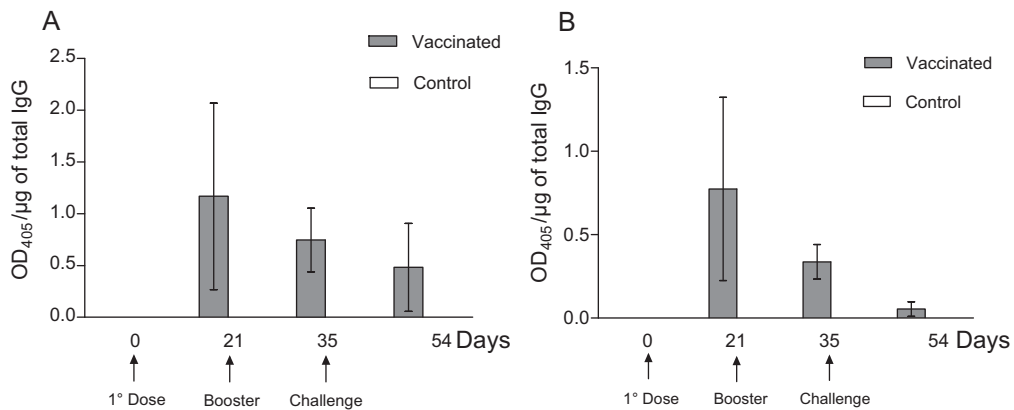 A
Vaccinated
Control
OD405/µg of total IgG
2.5
2.0
1.5
1.0
0.5
0.0
0 21 35 54 Days
1° Dose Booster Challenge
B
Vaccinated
Control
OD405/µg of total IgG
1.5
1.0
0.5
0.0
0 21 35 54 Days
1° Dose Booster Challenge